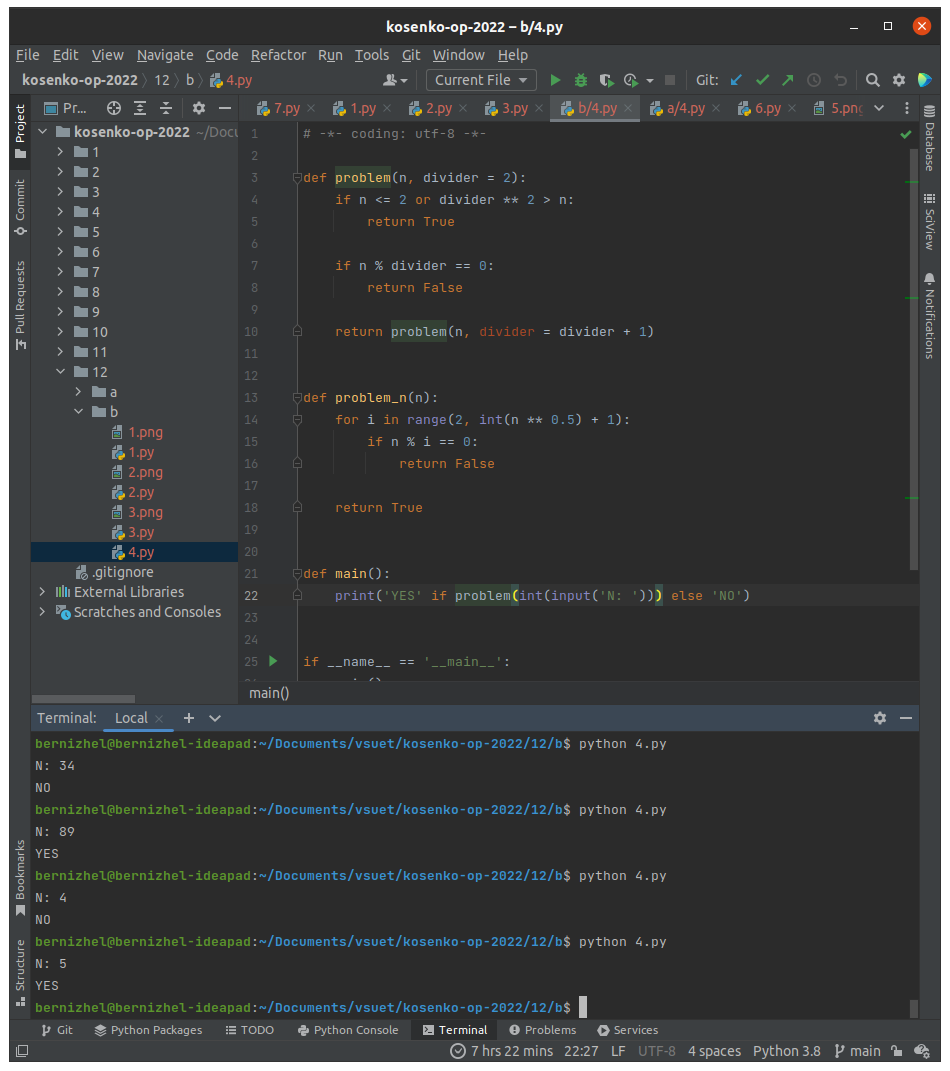 kosenko-op-2022 – b/4.py
File Edit View Navigate Code Refactor Run Tools Git Window Help
kosenko-op-2022 12 b 4.py Current File Git:
Project Pr... 7.py 1.py 2.py 3.py b/4.py a/4.py 6.py 5.png
kosenko-op-2022 ~/Docu
1
2
3
4
5
6
7
8
9
10
11
12
a
b
1.png
1.py
2.png
2.py
3.png
3.py
4.py
.gitignore
External Libraries
Scratches and Consoles
Commit
Pull Requests
Bookmarks
Structure
Database
SciView
Notifications
1 # -*- coding: utf-8 -*-
2
3 def problem(n, divider = 2):
4 if n <= 2 or divider ** 2 > n:
5 return True
6
7 if n % divider == 0:
8 return False
9
10 return problem(n, divider = divider + 1)
11
12
13 def problem_n(n):
14 for i in range(2, int(n ** 0.5) + 1):
15 if n % i == 0:
16 return False
17
18 return True
19
20
21 def main():
22 print('YES' if problem(int(input('N: '))) else 'NO')
23
24
25 if __name__ == '__main__':
main()
Terminal: Local
bernizhel@bernizhel-ideapad:~/Documents/vsuet/kosenko-op-2022/12/b$ python 4.py
N: 34
NO
bernizhel@bernizhel-ideapad:~/Documents/vsuet/kosenko-op-2022/12/b$ python 4.py
N: 89
YES
bernizhel@bernizhel-ideapad:~/Documents/vsuet/kosenko-op-2022/12/b$ python 4.py
N: 4
NO
bernizhel@bernizhel-ideapad:~/Documents/vsuet/kosenko-op-2022/12/b$ python 4.py
N: 5
YES
bernizhel@bernizhel-ideapad:~/Documents/vsuet/kosenko-op-2022/12/b$
Git Python Packages TODO Python Console Terminal Problems Services
7 hrs 22 mins 22:27 LF UTF-8 4 spaces Python 3.8 main